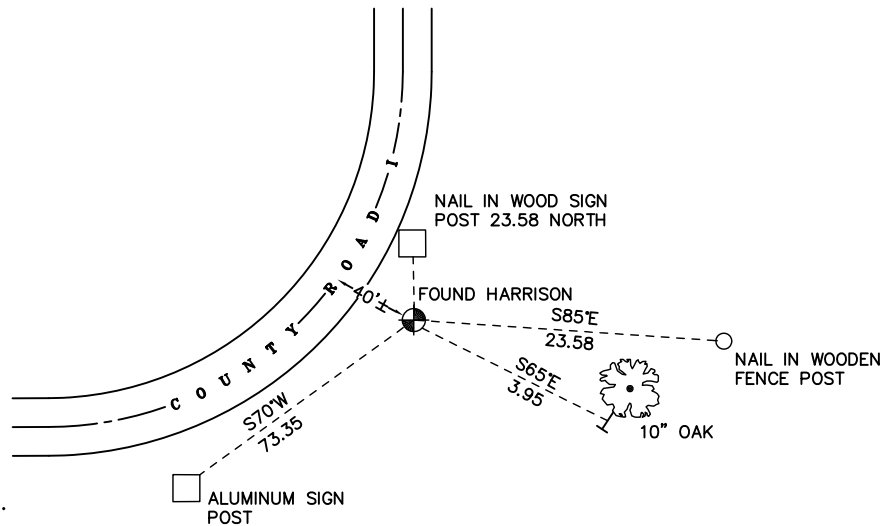 COUNTY ROAD I
NAIL IN WOOD SIGN
POST 23.58 NORTH
40'±
FOUND HARRISON
S85°E
23.58
NAIL IN WOODEN
FENCE POST
S65°E
3.95
10" OAK
S70°W
73.35
ALUMINUM SIGN
POST